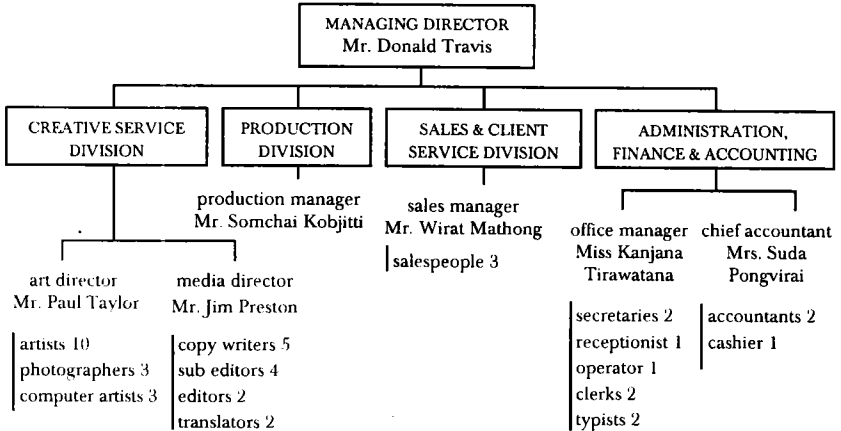 MANAGING DIRECTOR
Mr. Donald Travis
CREATIVE SERVICE
DIVISION
PRODUCTION
DIVISION
SALES & CLIENT
SERVICE DIVISION
ADMINISTRATION,
FINANCE & ACCOUNTING
production manager
Mr. Somchai Kobjitti
sales manager
Mr. Wirat Mathong
salespeople 3
office manager
Miss Kanjana
Tirawatana
chief accountant
Mrs. Suda
Pongvirai
art director
Mr. Paul Taylor
media director
Mr. Jim Preston
artists 10
photographers 3
computer artists 3
copy writers 5
sub editors 4
editors 2
translators 2
secretaries 2
receptionist 1
operator 1
clerks 2
typists 2
accountants 2
cashier 1